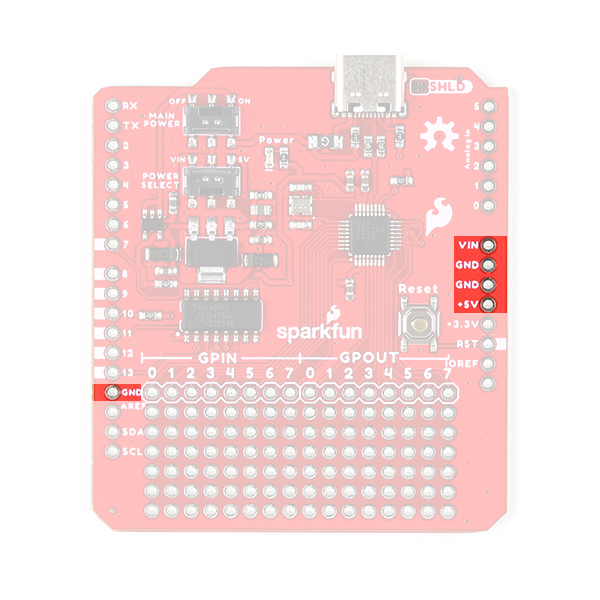 SHLD
RX
TX
2
3
4
5
6
7
8
9
10
11
12
13
GND
AREF
SDA
SCL
OFF ON
MAIN
POWER
Power
VIN 5V
POWER
SELECT
Reset
sparkfun
GPIN GPOUT
0 1 2 3 4 5 6 7 0 1 2 3 4 5 6 7
5
4
3
2
1
0
Analog In
VIN
GND
GND
+5V
+3.3V
RST
IOREF